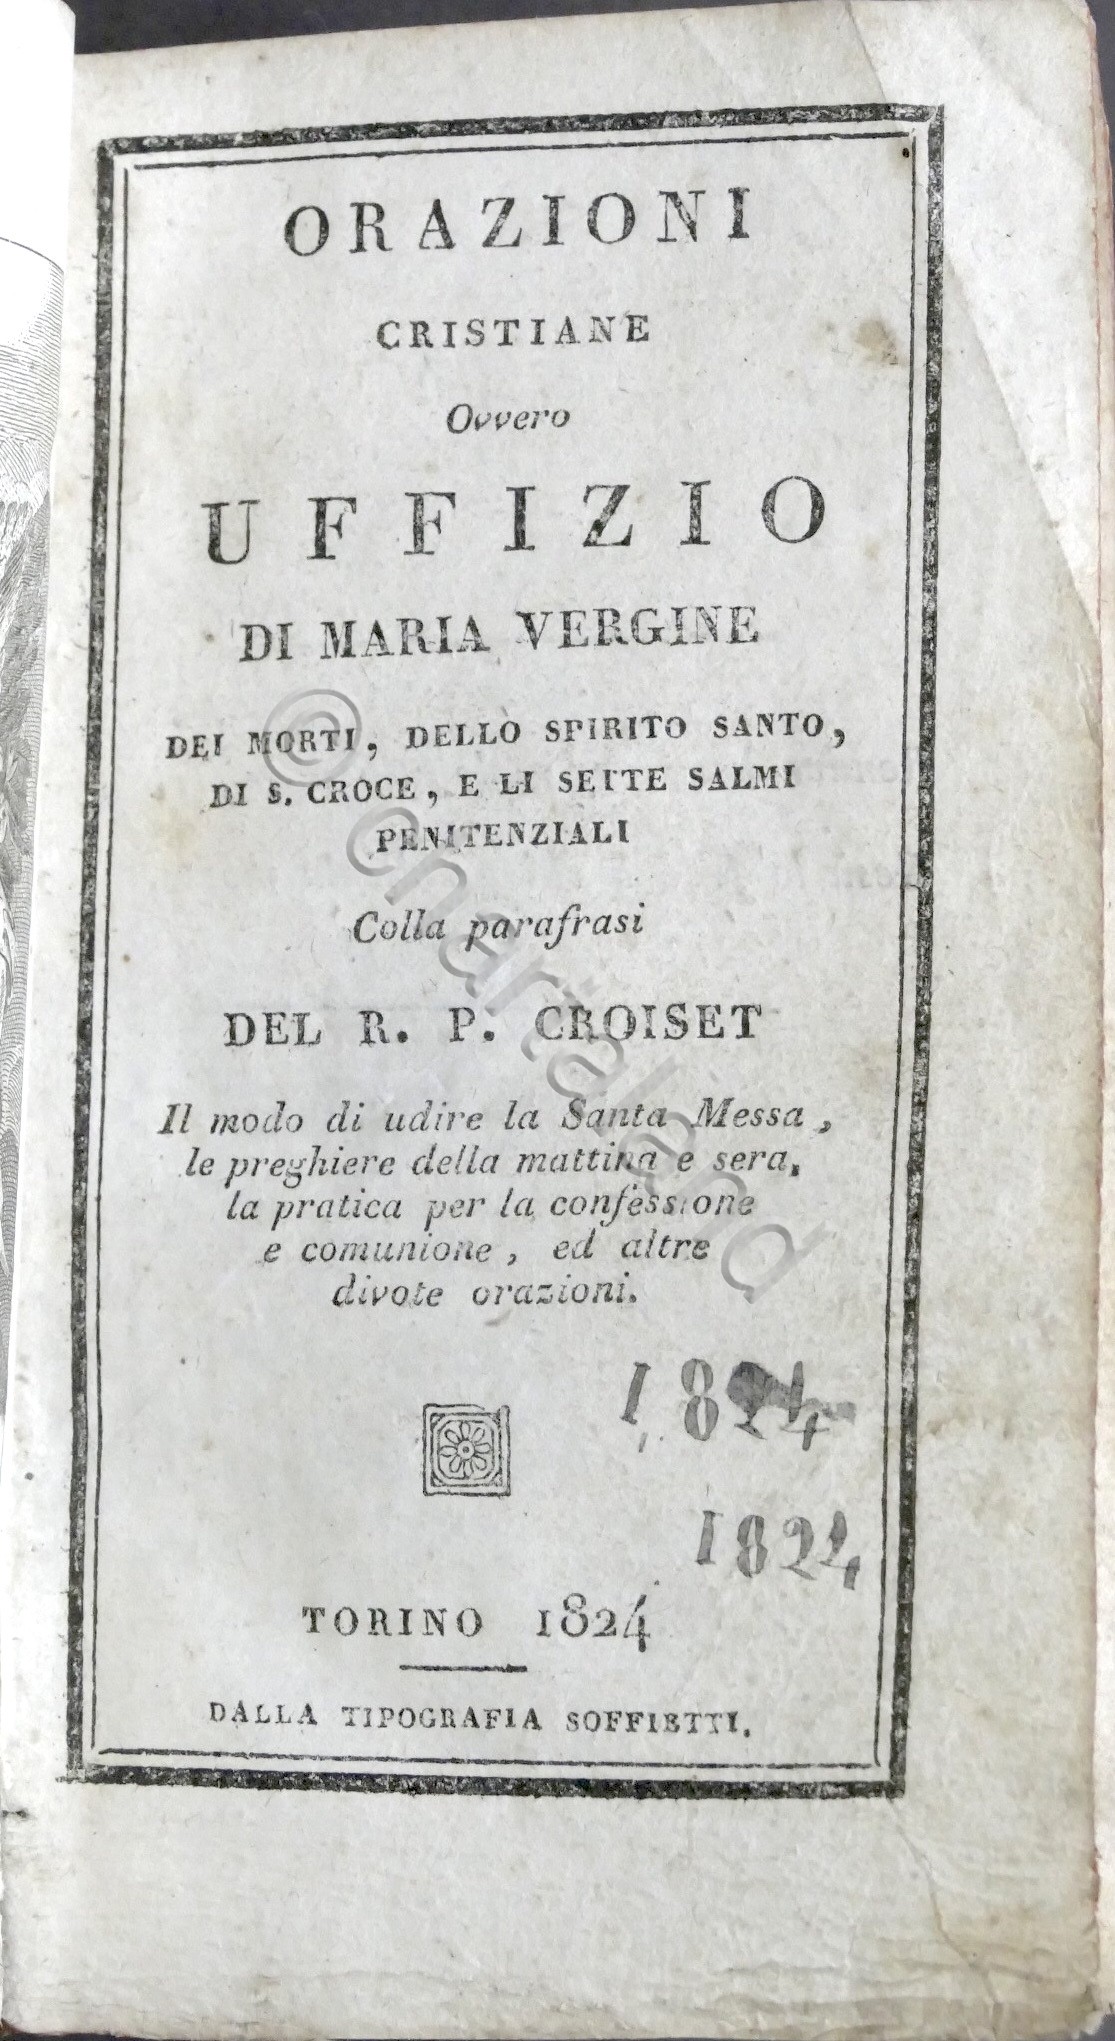 ORAZIONI
CRISTIANE
Ovvero
UFFIZIO
DI MARIA VERGINE
DEI MORTI, DELLO SPIRITO SANTO,
DI S. CROCE, E LI SETTE SALMI
PENITENZIALI
Colla parafrasi
DEL R. P. CROISET
Il modo di udire la Santa Messa,
le preghiere della mattina e sera,
la pratica per la confessione
e comunione, ed altre
divote orazioni.
1824
1824
TORINO 1824
DALLA TIPOGRAFIA SOFFIETTI.
© chartaland